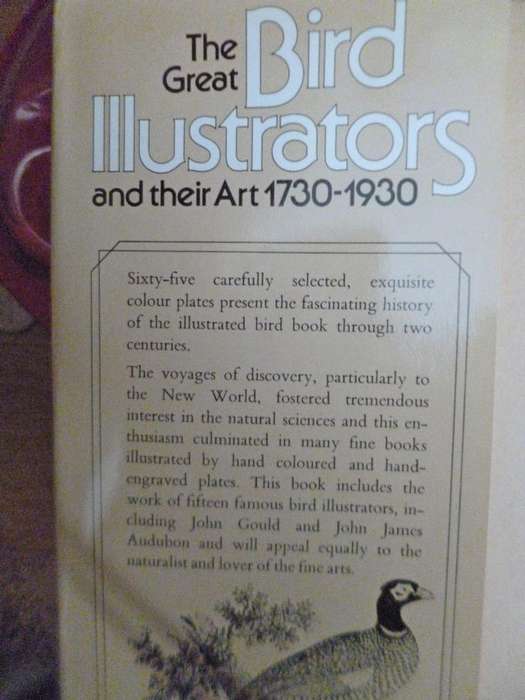 The
Great Bird
Illustrators
and their Art 1730-1930
Sixty-five carefully selected, exquisite
colour plates present the fascinating history
of the illustrated bird book through two
centuries.
The voyages of discovery, particularly to
the New World, fostered tremendous
interest in the natural sciences and this en-
thusiasm culminated in many fine books
illustrated by hand coloured and hand-
engraved plates. This book includes the
work of fifteen famous bird illustrators, in-
cluding John Gould and John James
Audubon and will appeal equally to the
naturalist and lover of the fine arts.